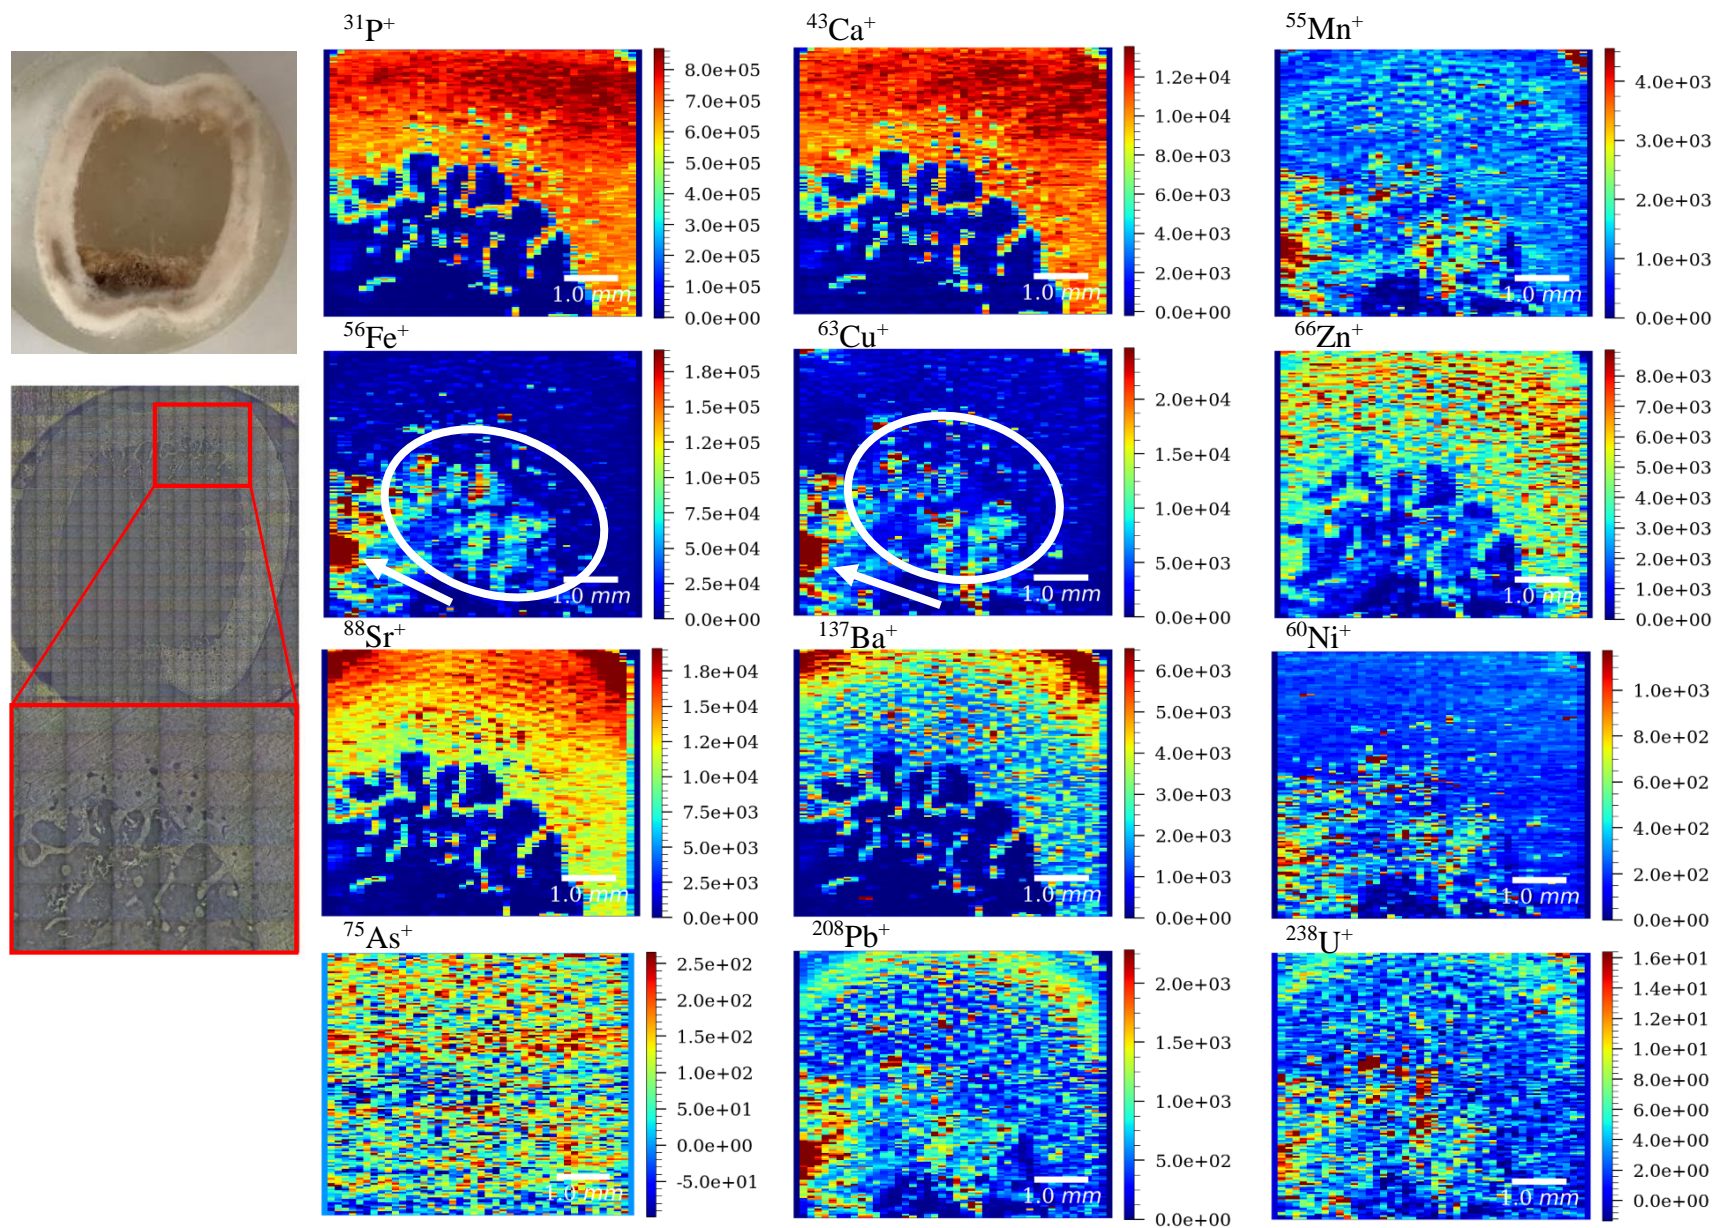 ³¹P⁺
8.0e+05
7.0e+05
6.0e+05
5.0e+05
4.0e+05
3.0e+05
2.0e+05
1.0e+05
0.0e+00
1.0 mm
⁴³Ca⁺
1.2e+04
1.0e+04
8.0e+03
6.0e+03
4.0e+03
2.0e+03
0.0e+00
1.0 mm
⁵⁵Mn⁺
4.0e+03
3.0e+03
2.0e+03
1.0e+03
0.0e+00
1.0 mm
⁵⁶Fe⁺
1.8e+05
1.5e+05
1.2e+05
1.0e+05
7.5e+04
5.0e+04
2.5e+04
0.0e+00
1.0 mm
⁶³Cu⁺
2.0e+04
1.5e+04
1.0e+04
5.0e+03
0.0e+00
1.0 mm
⁶⁶Zn⁺
8.0e+03
7.0e+03
6.0e+03
5.0e+03
4.0e+03
3.0e+03
2.0e+03
1.0e+03
0.0e+00
1.0 mm
⁸⁸Sr⁺
1.8e+04
1.5e+04
1.2e+04
1.0e+04
7.5e+03
5.0e+03
2.5e+03
0.0e+00
1.0 mm
¹³⁷Ba⁺
6.0e+03
5.0e+03
4.0e+03
3.0e+03
2.0e+03
1.0e+03
0.0e+00
1.0 mm
⁶⁰Ni⁺
1.0e+03
8.0e+02
6.0e+02
4.0e+02
2.0e+02
0.0e+00
1.0 mm
⁷⁵As⁺
2.5e+02
2.0e+02
1.5e+02
1.0e+02
5.0e+01
0.0e+00
-5.0e+01
1.0 mm
²⁰⁸Pb⁺
2.0e+03
1.5e+03
1.0e+03
5.0e+02
0.0e+00
1.0 mm
²³⁸U⁺
1.6e+01
1.4e+01
1.2e+01
1.0e+01
8.0e+00
6.0e+00
4.0e+00
2.0e+00
0.0e+00
1.0 mm